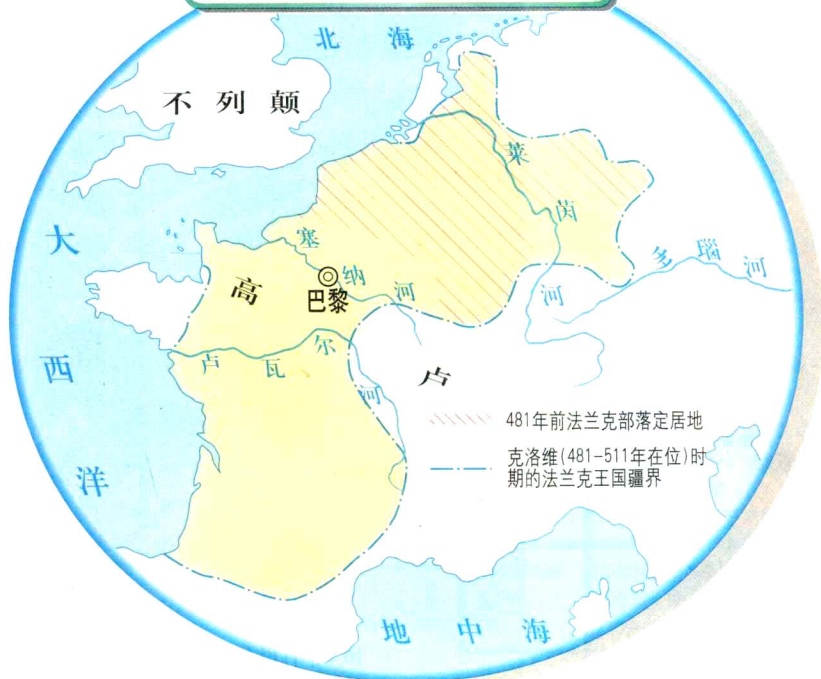 北海
不列颠
莱茵河
多瑙河
大西洋
塞纳河
巴黎
高卢
卢瓦尔河
481年前法兰克部落定居地
克洛维(481-511年在位)时
期的法兰克王国疆界
地中海